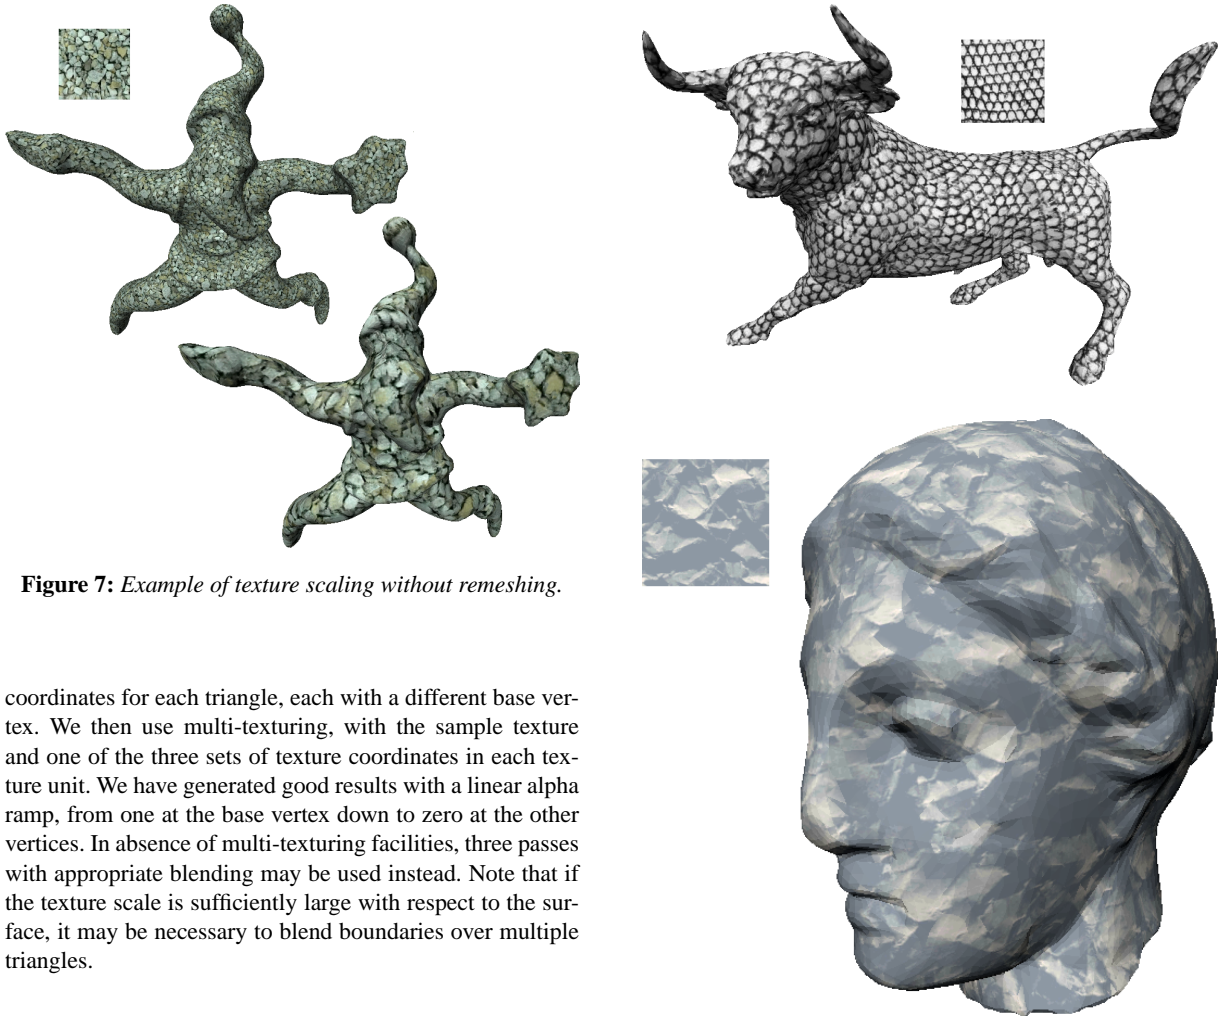 Figure 7: Example of texture scaling without remeshing.
coordinates for each triangle, each with a different base ver-
tex. We then use multi-texturing, with the sample texture
and one of the three sets of texture coordinates in each tex-
ture unit. We have generated good results with a linear alpha
ramp, from one at the base vertex down to zero at the other
vertices. In absence of multi-texturing facilities, three passes
with appropriate blending may be used instead. Note that if
the texture scale is sufficiently large with respect to the sur-
face, it may be necessary to blend boundaries over multiple
triangles.